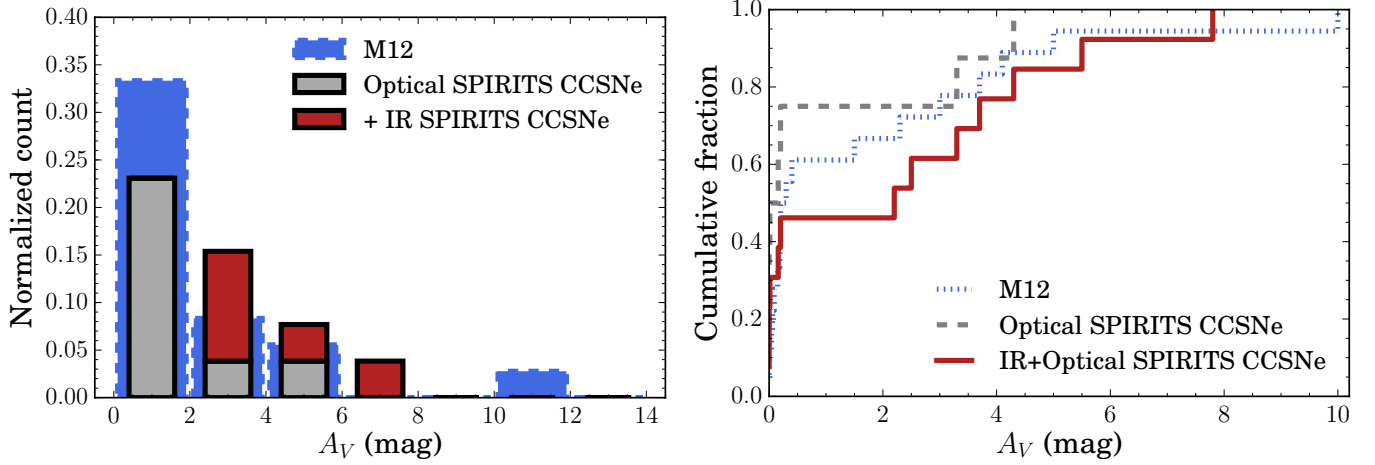 Normalized count
0.40
0.35
0.30
0.25
0.20
0.15
0.10
0.05
0.00
M12
Optical SPIRITS CCSNe
+ IR SPIRITS CCSNe
0 2 4 6 8 10 12 14
A_V (mag)
Cumulative fraction
1.0
0.8
0.6
0.4
0.2
0.0
M12
Optical SPIRITS CCSNe
IR+Optical SPIRITS CCSNe
0 2 4 6 8 10
A_V (mag)